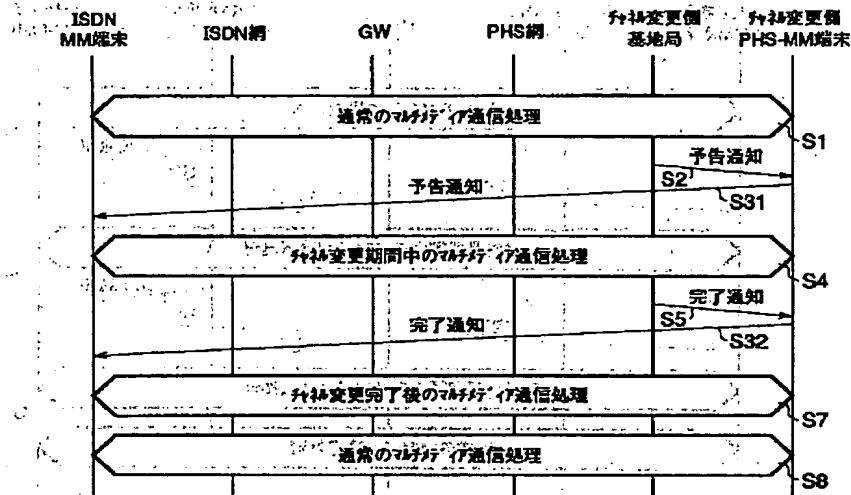 ISDN
MM端末
ISDN網
GW
PHS網
チャネル変更側
基地局
チャネル変更側
PHS-MM端末
通常のマルチメディア通信処理
S1
予告通知
S2
予告通知
S31
チャネル変更期間中のマルチメディア通信処理
S4
完了通知
S5
完了通知
S32
チャネル変更完了後のマルチメディア通信処理
S7
通常のマルチメディア通信処理
S8